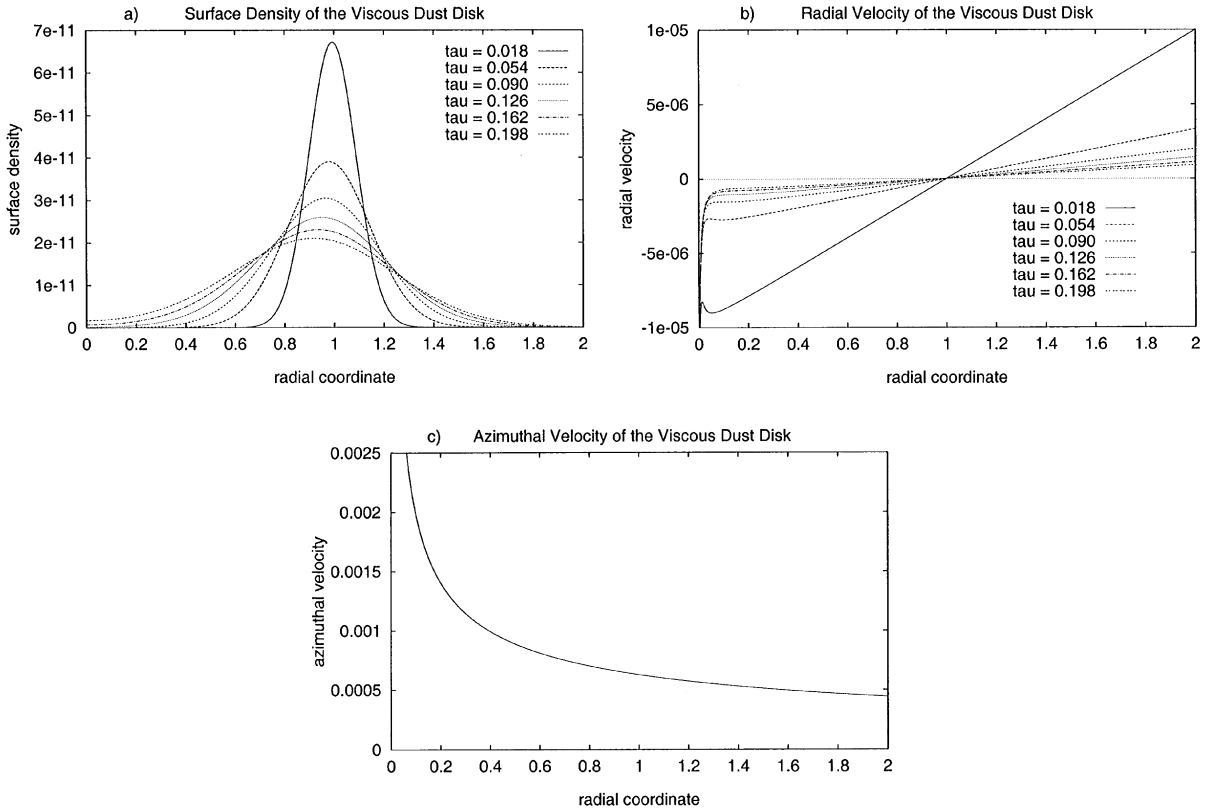 a) Surface Density of the Viscous Dust Disk
7e-11
6e-11
5e-11
4e-11
3e-11
2e-11
1e-11
0
surface density
tau = 0.018
tau = 0.054
tau = 0.090
tau = 0.126
tau = 0.162
tau = 0.198
0 0.2 0.4 0.6 0.8 1 1.2 1.4 1.6 1.8 2
radial coordinate
b) Radial Velocity of the Viscous Dust Disk
1e-05
5e-06
0
-5e-06
-1e-05
radial velocity
tau = 0.018
tau = 0.054
tau = 0.090
tau = 0.126
tau = 0.162
tau = 0.198
0 0.2 0.4 0.6 0.8 1 1.2 1.4 1.6 1.8 2
radial coordinate
c) Azimuthal Velocity of the Viscous Dust Disk
0.0025
0.002
0.0015
0.001
0.0005
0
azimuthal velocity
0 0.2 0.4 0.6 0.8 1 1.2 1.4 1.6 1.8 2
radial coordinate